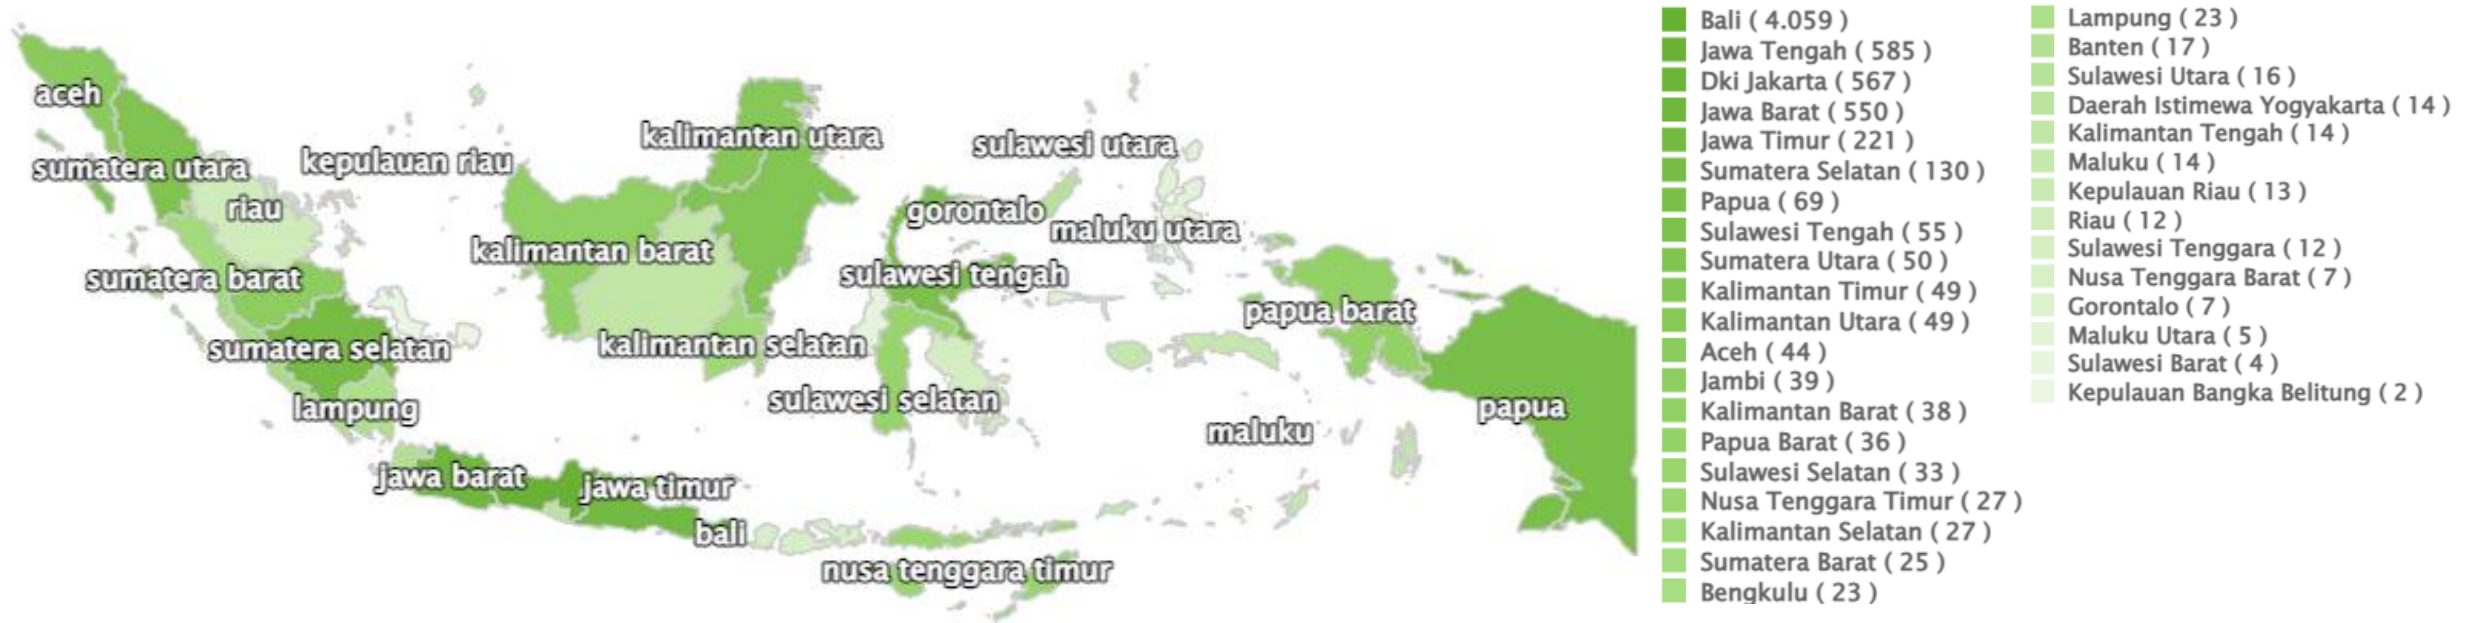 aceh
sumatera utara
riau
kepulauan riau
sumatera barat
sumatera selatan
lampung
jawa barat
jawa timur
bali
nusa tenggara timur
kalimantan utara
kalimantan barat
kalimantan selatan
sulawesi utara
gorontalo
maluku utara
sulawesi tengah
sulawesi selatan
papua barat
maluku
papua
Bali ( 4.059 )
Jawa Tengah ( 585 )
Dki Jakarta ( 567 )
Jawa Barat ( 550 )
Jawa Timur ( 221 )
Sumatera Selatan ( 130 )
Papua ( 69 )
Sulawesi Tengah ( 55 )
Sumatera Utara ( 50 )
Kalimantan Timur ( 49 )
Kalimantan Utara ( 49 )
Aceh ( 44 )
Jambi ( 39 )
Kalimantan Barat ( 38 )
Papua Barat ( 36 )
Sulawesi Selatan ( 33 )
Nusa Tenggara Timur ( 27 )
Kalimantan Selatan ( 27 )
Sumatera Barat ( 25 )
Bengkulu ( 23 )
Lampung ( 23 )
Banten ( 17 )
Sulawesi Utara ( 16 )
Daerah Istimewa Yogyakarta ( 14 )
Kalimantan Tengah ( 14 )
Maluku ( 14 )
Kepulauan Riau ( 13 )
Riau ( 12 )
Sulawesi Tenggara ( 12 )
Nusa Tenggara Barat ( 7 )
Gorontalo ( 7 )
Maluku Utara ( 5 )
Sulawesi Barat ( 4 )
Kepulauan Bangka Belitung ( 2 )